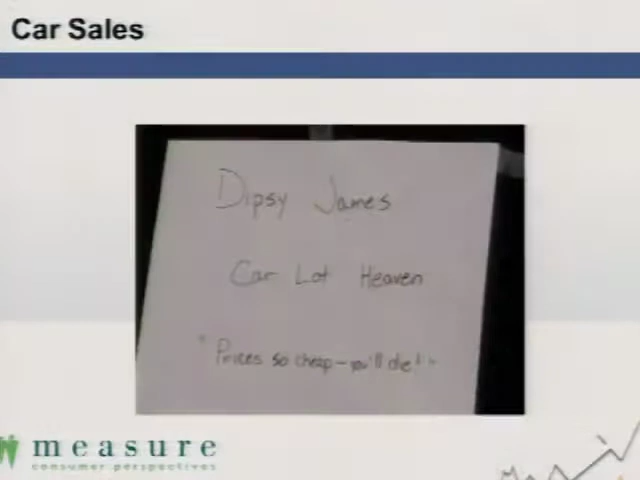 Car Sales
Dipsy James
Car Lot Heaven
"Prices so cheap - you'll die!"
measure
consumer perspectives